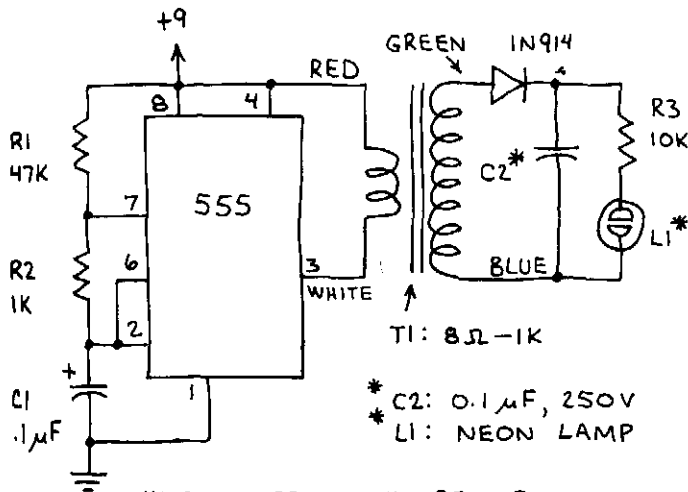 +9
GREEN
1N914
RED
8
4
R1
47K
R3
10K
C2*
7
555
L1*
6
3
R2
1K
WHITE
BLUE
2
T1: 8Ω-1K
+
C1
.1µF
1
* C2: 0.1µF, 250V
* L1: NEON LAMP